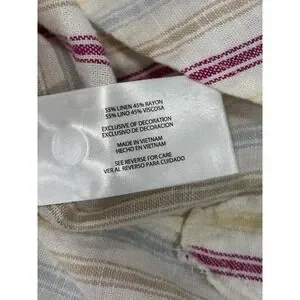 55% LINEN 45% RAYON
55% LINO 45% VISCOSA
EXCLUSIVE OF DECORATION
EXCLUSIVO DE DECORACION
MADE IN VIETNAM
HECHO EN VIETNAM
SEE REVERSE FOR CARE
VER AL REVERSO PARA CUIDADO